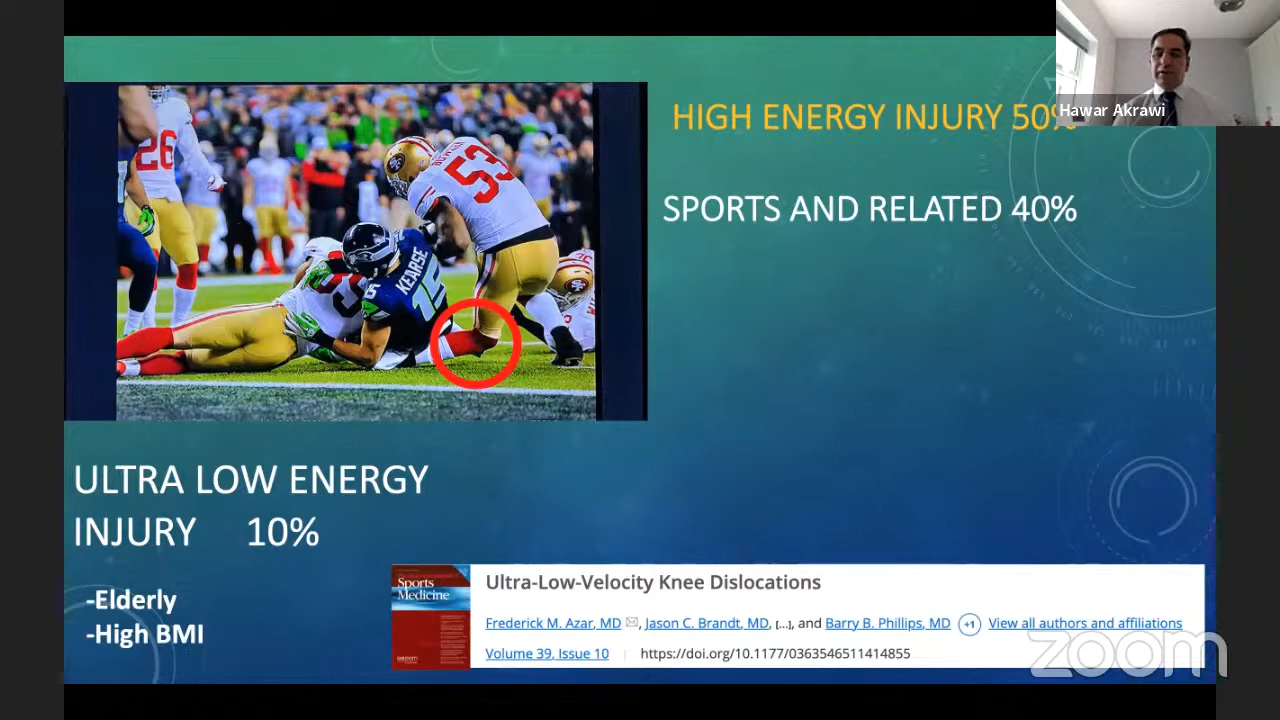 Hawar Akrawi
HIGH ENERGY INJURY 50%
SPORTS AND RELATED 40%
26
53
KEARSE
15
ULTRA LOW ENERGY
INJURY 10%
-Elderly
-High BMI
Sports
Medicine
Ultra-Low-Velocity Knee Dislocations
Frederick M. Azar, MD, Jason C. Brandt, MD, [...], and Barry B. Phillips, MD +1 View all authors and affiliations
Volume 39, Issue 10 https://doi.org/10.1177/0363546511414855
zoom